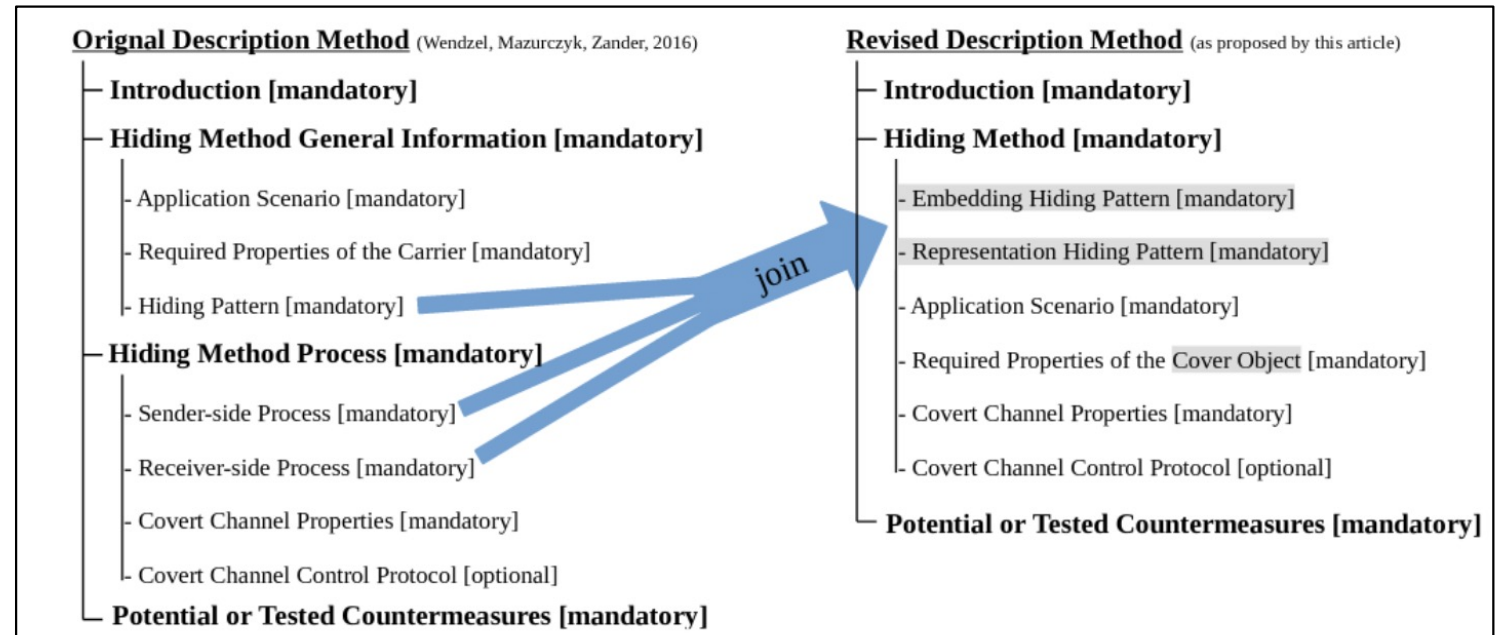 Orignal Description Method (Wendzel, Mazurczyk, Zander, 2016)
Introduction [mandatory]
Hiding Method General Information [mandatory]
- Application Scenario [mandatory]
- Required Properties of the Carrier [mandatory]
- Hiding Pattern [mandatory]
Hiding Method Process [mandatory]
- Sender-side Process [mandatory]
- Receiver-side Process [mandatory]
- Covert Channel Properties [mandatory]
- Covert Channel Control Protocol [optional]
Potential or Tested Countermeasures [mandatory]
join
Revised Description Method (as proposed by this article)
Introduction [mandatory]
Hiding Method [mandatory]
- Embedding Hiding Pattern [mandatory]
- Representation Hiding Pattern [mandatory]
- Application Scenario [mandatory]
- Required Properties of the Cover Object [mandatory]
- Covert Channel Properties [mandatory]
- Covert Channel Control Protocol [optional]
Potential or Tested Countermeasures [mandatory]